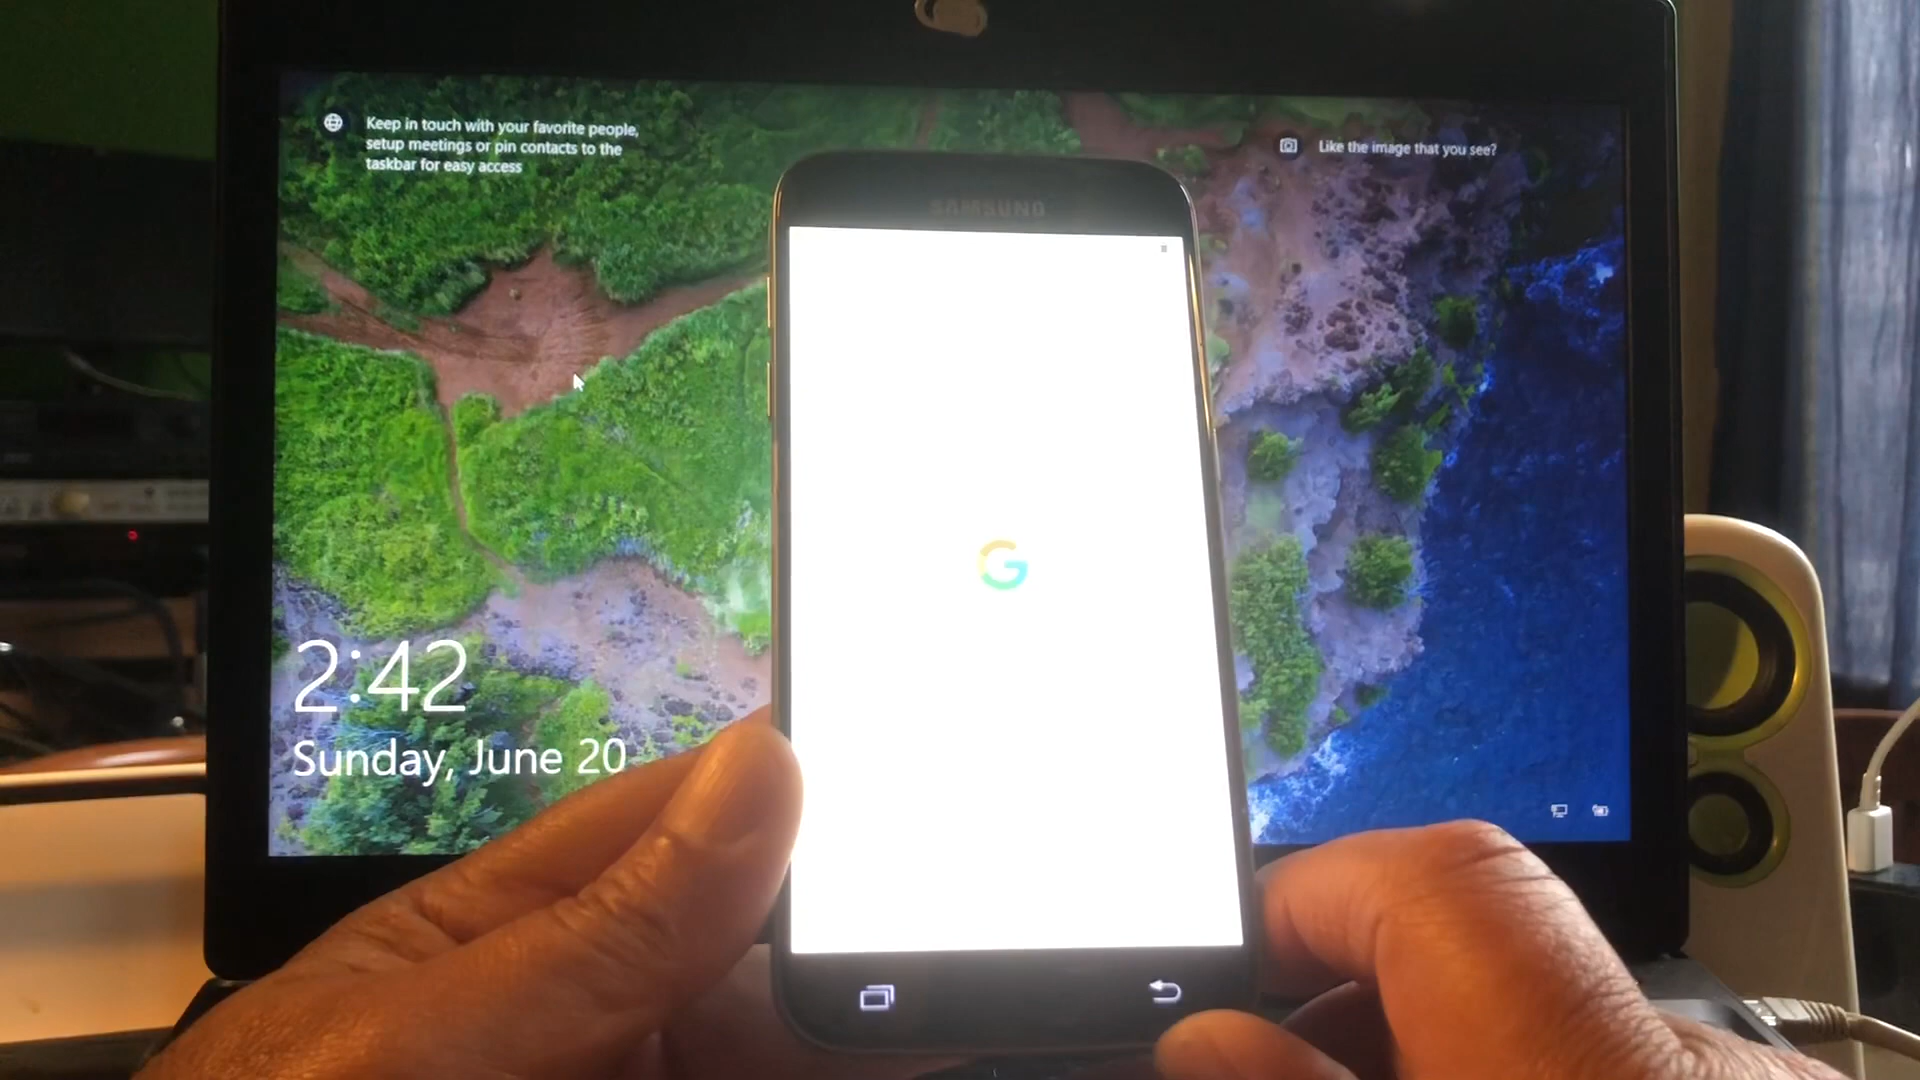 Keep in touch with your favorite people,
setup meetings or pin contacts to the
taskbar for easy access
Like the image that you see?
SAMSUNG
G
2:42
Sunday, June 20